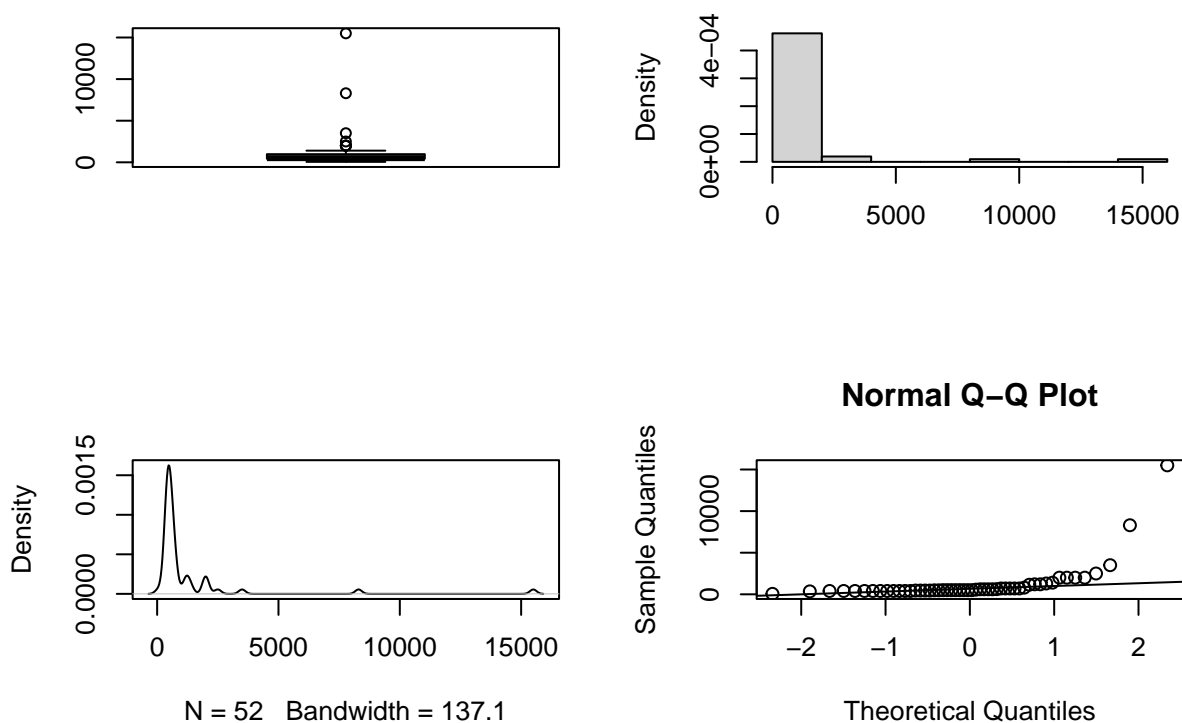 0
10000
Density
0e+00
4e−04
0
5000
10000
15000
Density
0.0000
0.0015
0
5000
10000
15000
N = 52 Bandwidth = 137.1
Normal Q−Q Plot
Sample Quantiles
0
10000
−2
−1
0
1
2
Theoretical Quantiles